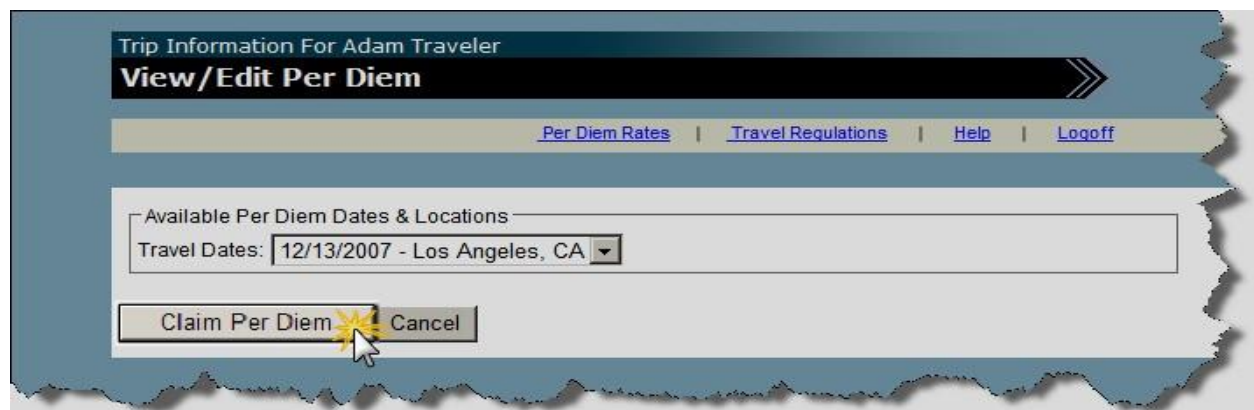 Trip Information For Adam Traveler
View/Edit Per Diem
Per Diem Rates | Travel Regulations | Help | Logoff
Available Per Diem Dates & Locations
Travel Dates: 12/13/2007 - Los Angeles, CA
Claim Per Diem Cancel